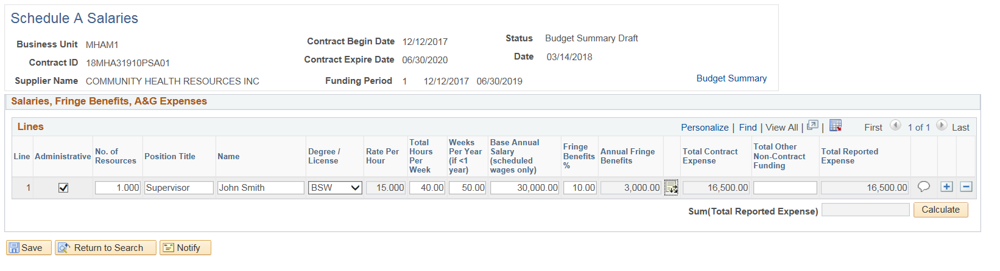 Schedule A Salaries
Business Unit MHAM1 Contract Begin Date 12/12/2017 Status Budget Summary Draft
Contract ID 18MHA31910PSA01 Contract Expire Date 06/30/2020 Date 03/14/2018
Supplier Name COMMUNITY HEALTH RESOURCES INC Funding Period 1 12/12/2017 06/30/2019 Budget Summary
Salaries, Fringe Benefits, A&G Expenses
Lines Personalize | Find | View All | | First 1 of 1 Last
Line Administrative No. of Resources Position Title Name Degree / License Rate Per Hour Total Hours Per Week Weeks Per Year (if <1 year) Base Annual Salary (scheduled wages only) Fringe Benefits % Annual Fringe Benefits Total Contract Expense Total Other Non-Contract Funding Total Reported Expense
1 1.000 Supervisor John Smith BSW 15.000 40.00 50.00 30,000.00 10.00 3,000.00 16,500.00 16,500.00
Sum(Total Reported Expense) Calculate
Save Return to Search Notify